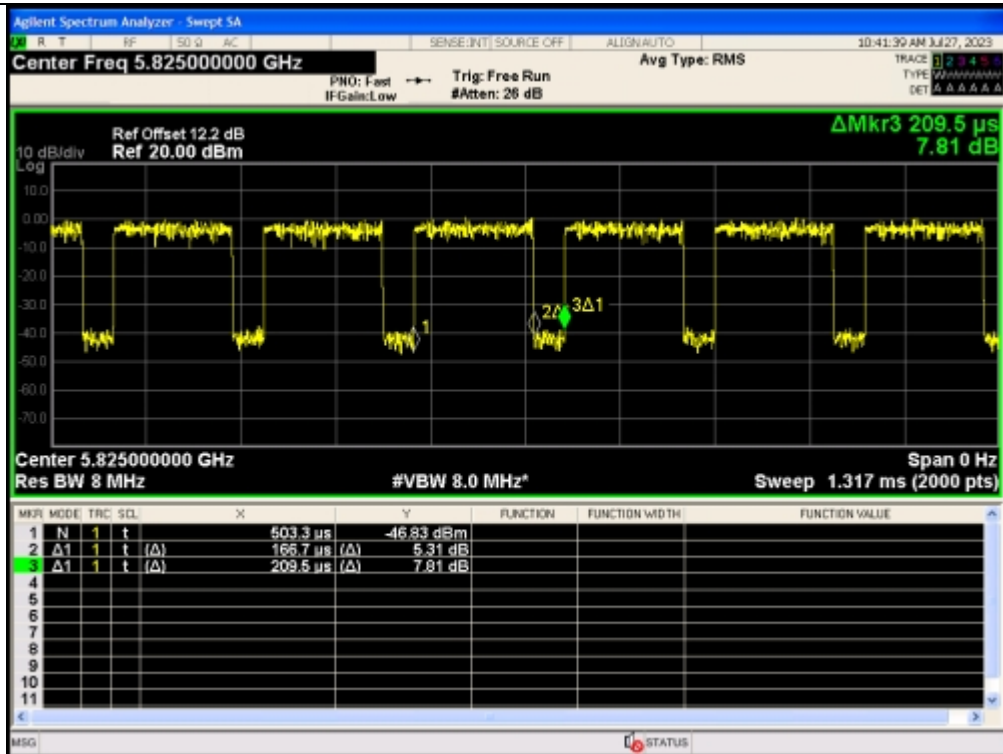 Agilent Spectrum Analyzer - Swept SA
R T RF 50 Ω AC SENSE:INT SOURCE OFF ALIGNAUTO 10:41:39 AM Jul 27, 2023
Center Freq 5.825000000 GHz Avg Type: RMS TRACE 1 2 3 4 5 6
PNO: Fast Trig: Free Run TYPE
IFGain:Low #Atten: 26 dB DET A A A A A A
ΔMkr3 209.5 µs
Ref Offset 12.2 dB
10 dB/div Ref 20.00 dBm 7.81 dB
Log
10.0
0.00
-10.0
-20.0
-30.0
2Δ 3Δ1
1
-40.0
-50.0
-60.0
-70.0
Center 5.825000000 GHz Span 0 Hz
Res BW 8 MHz #VBW 8.0 MHz* Sweep 1.317 ms (2000 pts)
MKR MODE TRC SCL X Y FUNCTION FUNCTION WIDTH FUNCTION VALUE
1 N 1 t 503.3 µs -46.83 dBm
2 Δ1 1 t (Δ) 166.7 µs (Δ) 5.31 dB
3 Δ1 1 t (Δ) 209.5 µs (Δ) 7.81 dB
4
5
6
7
8
9
10
11
MSG STATUS